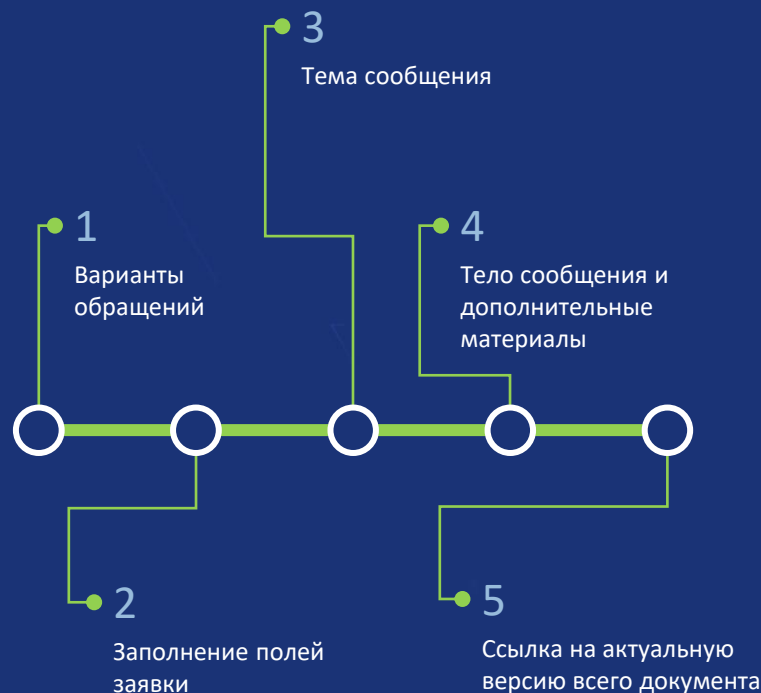 1
Варианты
обращений
2
Заполнение полей
заявки
3
Тема сообщения
4
Тело сообщения и
дополнительные
материалы
5
Ссылка на актуальную
версию всего документа